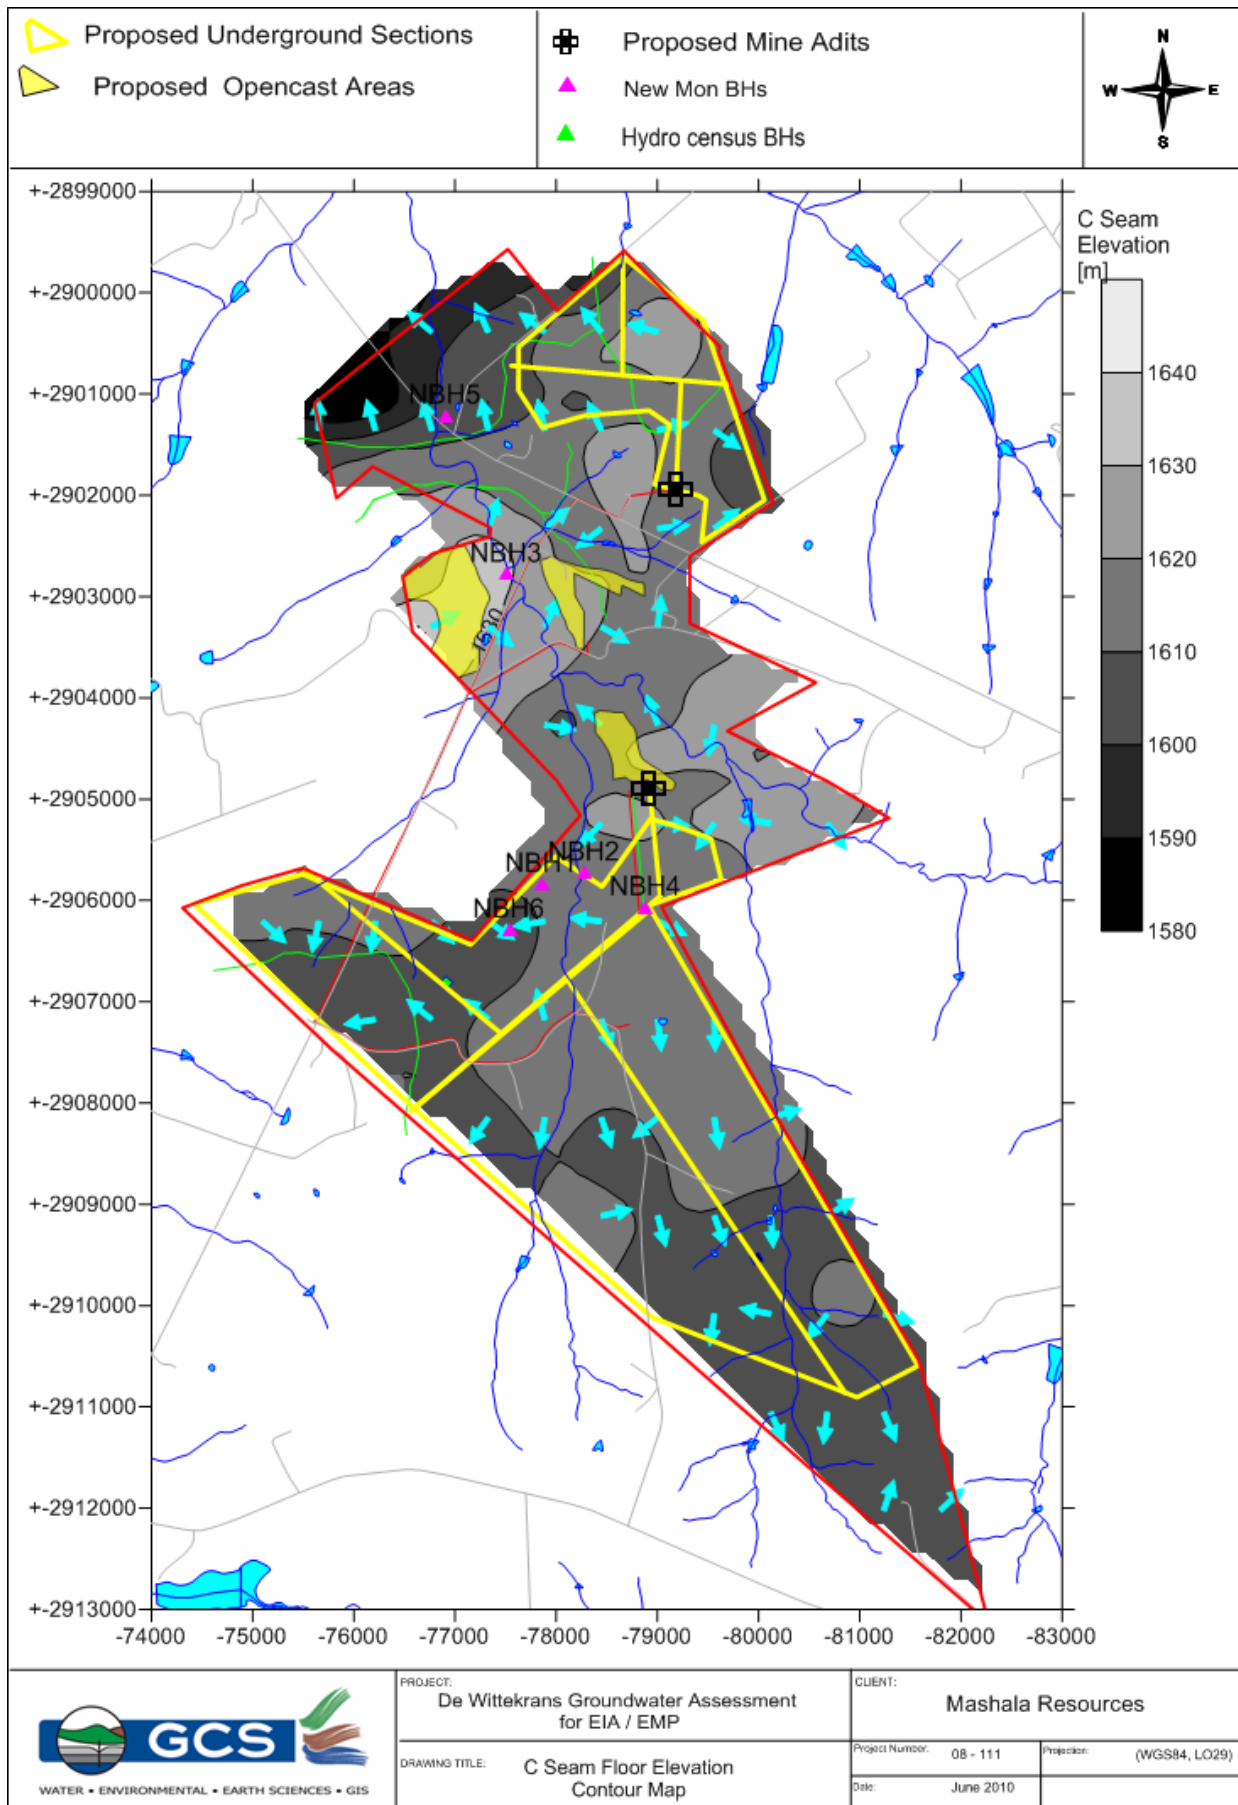 Proposed Underground Sections
Proposed Opencast Areas
Proposed Mine Adits
New Mon BHs
Hydro census BHs
N
W E
S
+-2899000
+-2900000
+-2901000
+-2902000
+-2903000
+-2904000
+-2905000
+-2906000
+-2907000
+-2908000
+-2909000
+-2910000
+-2911000
+-2912000
+-2913000
-74000 -75000 -76000 -77000 -78000 -79000 -80000 -81000 -82000 -83000
NBH5
NBH3
1630
NBH2
NBH1
NBH4
NBH6
C Seam
Elevation
[m]
1640
1630
1620
1610
1600
1590
1580
GCS
WATER • ENVIRONMENTAL • EARTH SCIENCES • GIS
PROJECT:
De Wittekrans Groundwater Assessment
for EIA / EMP
DRAWING TITLE:
C Seam Floor Elevation
Contour Map
CLIENT:
Mashala Resources
Project Number: 08 - 111
Projection: (WGS84, LO29)
Date: June 2010